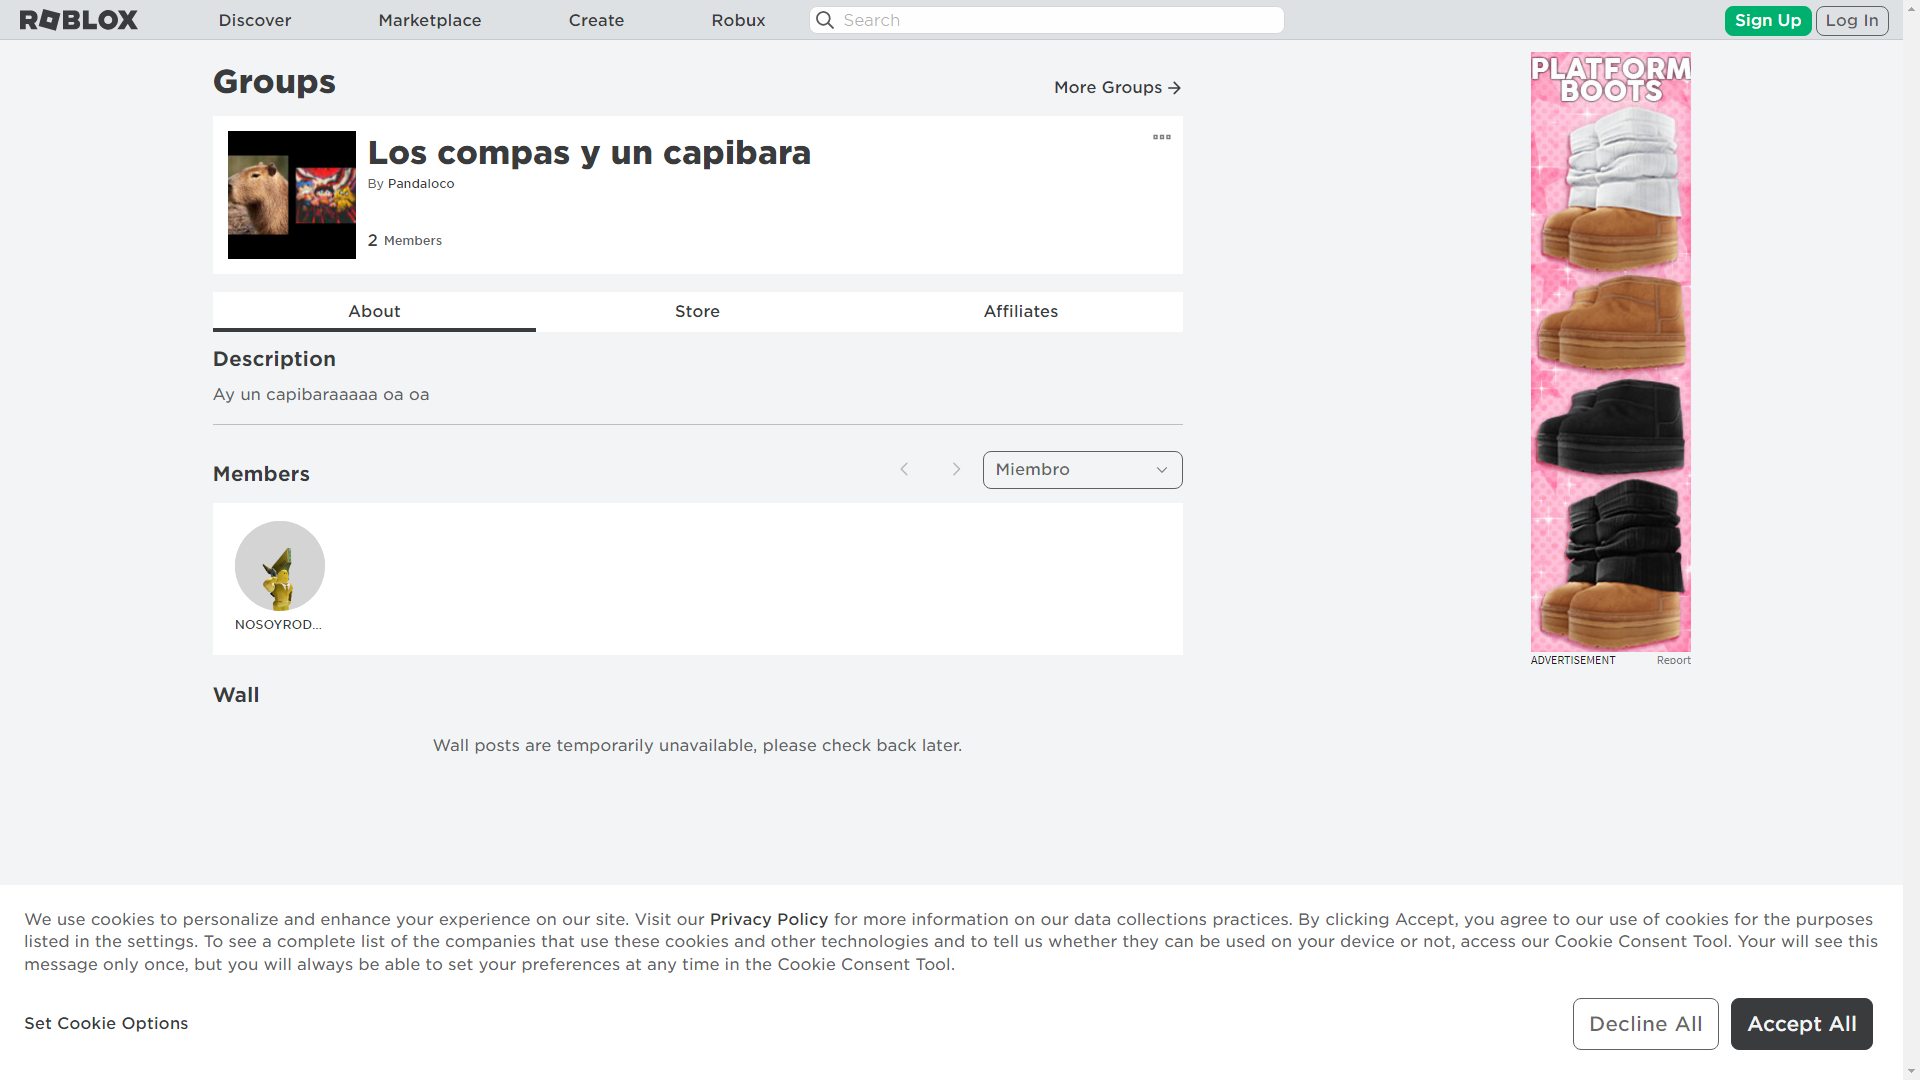 ROBLOX
Discover
Marketplace
Create
Robux
Search
Sign Up
Log In
Groups
More Groups
Los compas y un capibara
By Pandaloco
2 Members
About
Store
Affiliates
Description
Ay un capibaraaaaa oa oa
Members
Miembro
NOSOYROD...
Wall
Wall posts are temporarily unavailable, please check back later.
PLATFORM
BOOTS
ADVERTISEMENT
Report
We use cookies to personalize and enhance your experience on our site. Visit our Privacy Policy for more information on our data collections practices. By clicking Accept, you agree to our use of cookies for the purposes
listed in the settings. To see a complete list of the companies that use these cookies and other technologies and to tell us whether they can be used on your device or not, access our Cookie Consent Tool. Your will see this
message only once, but you will always be able to set your preferences at any time in the Cookie Consent Tool.
Set Cookie Options
Decline All
Accept All